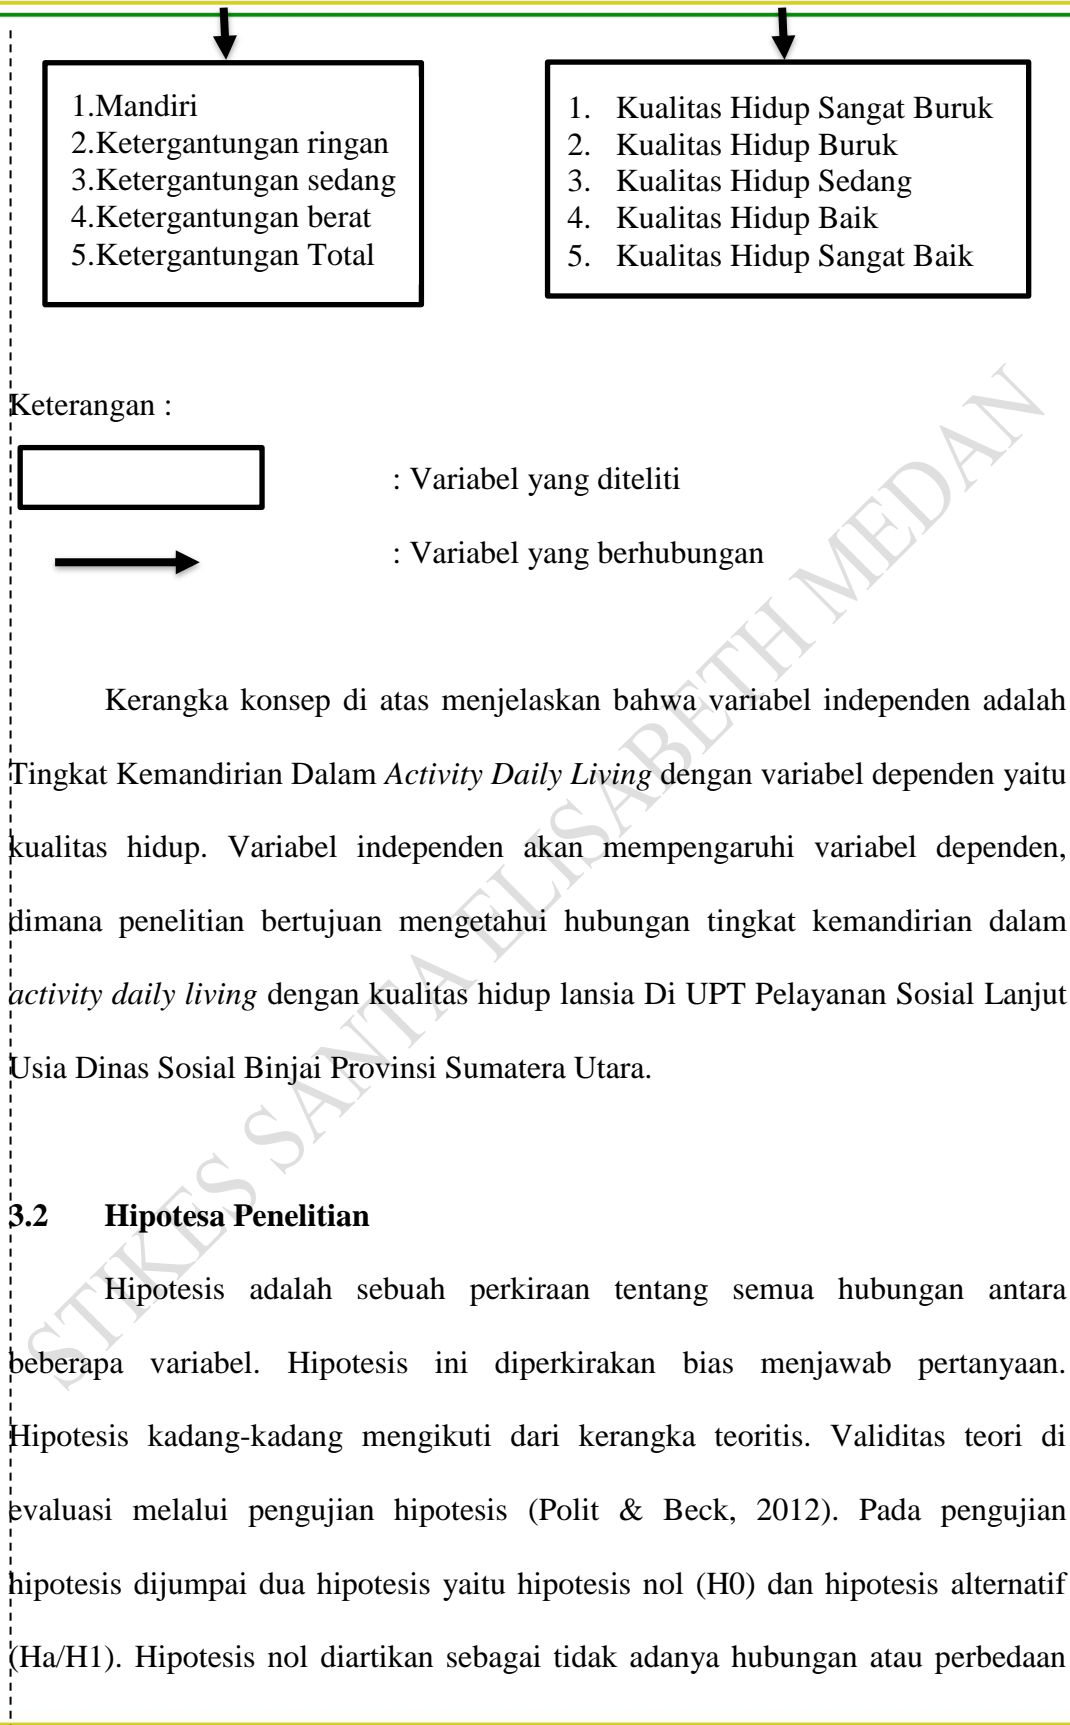 1.Mandiri
2.Ketergantungan ringan
3.Ketergantungan sedang
4.Ketergantungan berat
5.Ketergantungan Total
1. Kualitas Hidup Sangat Buruk
2. Kualitas Hidup Buruk
3. Kualitas Hidup Sedang
4. Kualitas Hidup Baik
5. Kualitas Hidup Sangat Baik
Keterangan :
: Variabel yang diteliti
: Variabel yang berhubungan
Kerangka konsep di atas menjelaskan bahwa variabel independen adalah
Tingkat Kemandirian Dalam Activity Daily Living dengan variabel dependen yaitu
kualitas hidup. Variabel independen akan mempengaruhi variabel dependen,
dimana penelitian bertujuan mengetahui hubungan tingkat kemandirian dalam
activity daily living dengan kualitas hidup lansia Di UPT Pelayanan Sosial Lanjut
Usia Dinas Sosial Binjai Provinsi Sumatera Utara.
3.2 Hipotesa Penelitian
Hipotesis adalah sebuah perkiraan tentang semua hubungan antara
beberapa variabel. Hipotesis ini diperkirakan bias menjawab pertanyaan.
Hipotesis kadang-kadang mengikuti dari kerangka teoritis. Validitas teori di
evaluasi melalui pengujian hipotesis (Polit & Beck, 2012). Pada pengujian
hipotesis dijumpai dua hipotesis yaitu hipotesis nol (H0) dan hipotesis alternatif
(Ha/H1). Hipotesis nol diartikan sebagai tidak adanya hubungan atau perbedaan
STIKES SANTA ELISABETH MEDAN